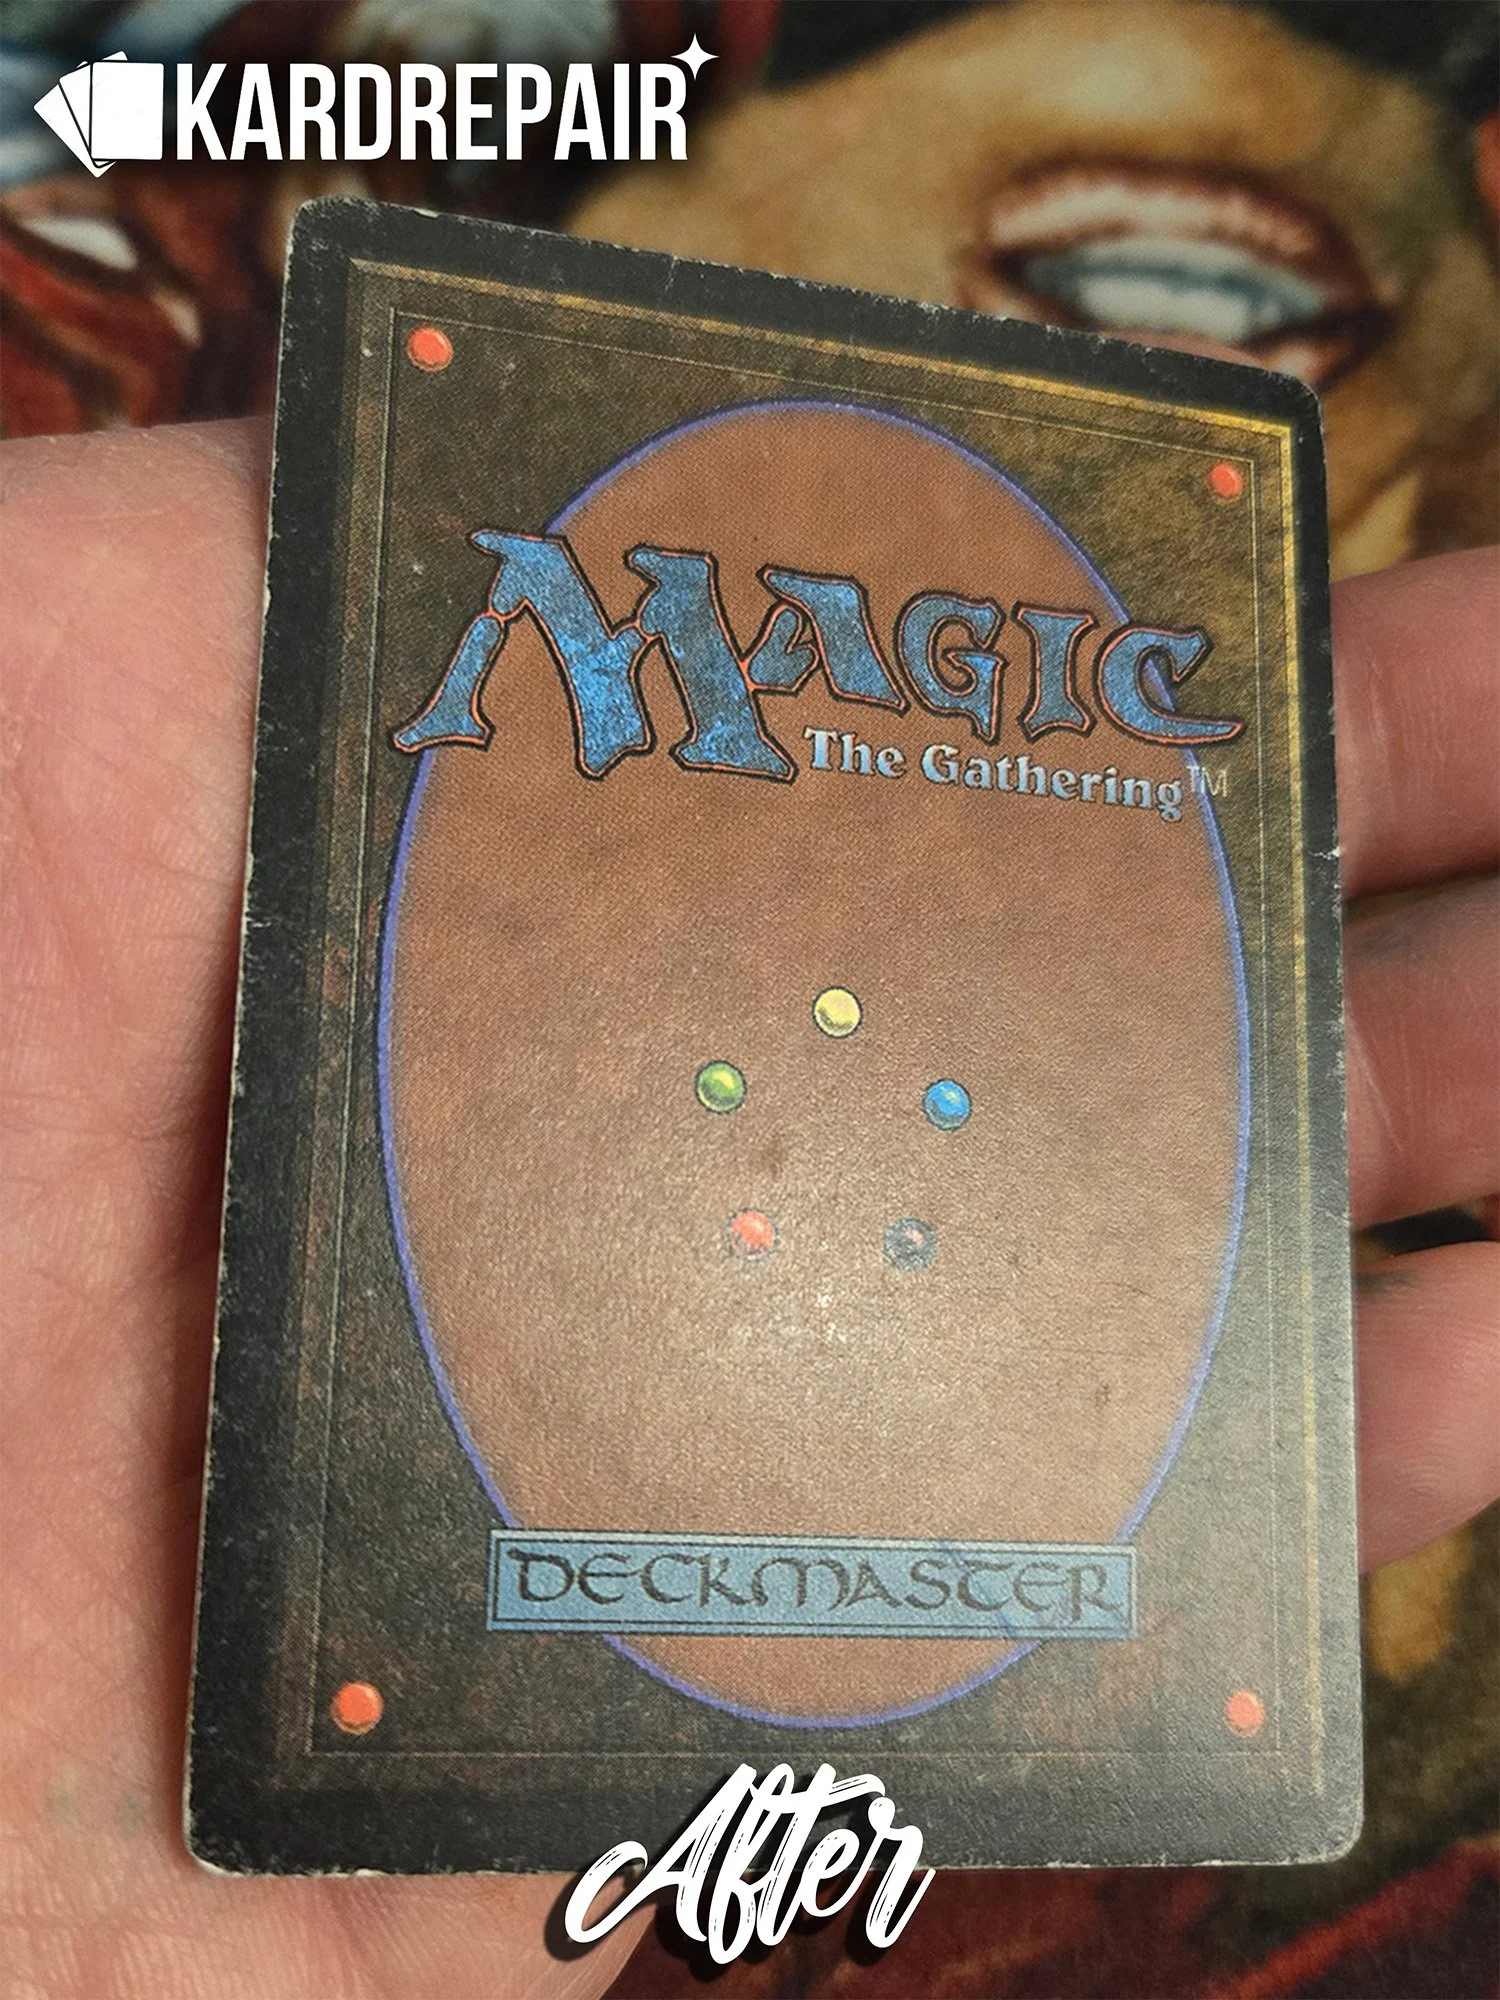 KARDREPAIR
MAGIC
The Gathering™
DECKMASTER
After